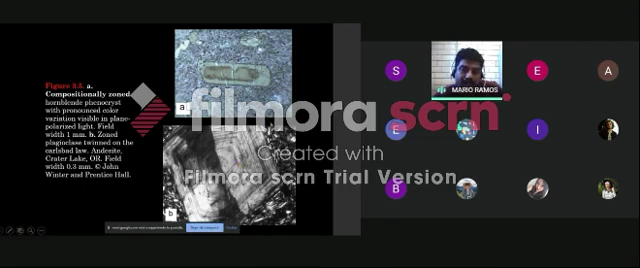 Figure 3.5. a.
Compositionally zoned
hornblende phenocryst
with pronounced color
variation visible in plane-
polarized light. Field
width 1 mm. b. Zoned
plagioclase twinned on the
carlsbad law. Andesite,
Crater Lake, OR. Field
width 0.3 mm. © John
Winter and Prentice Hall.
a
b
filmora scrn
Created with
Filmora scrn Trial Version
S
MARIO RAMOS
E
A
E
I
B